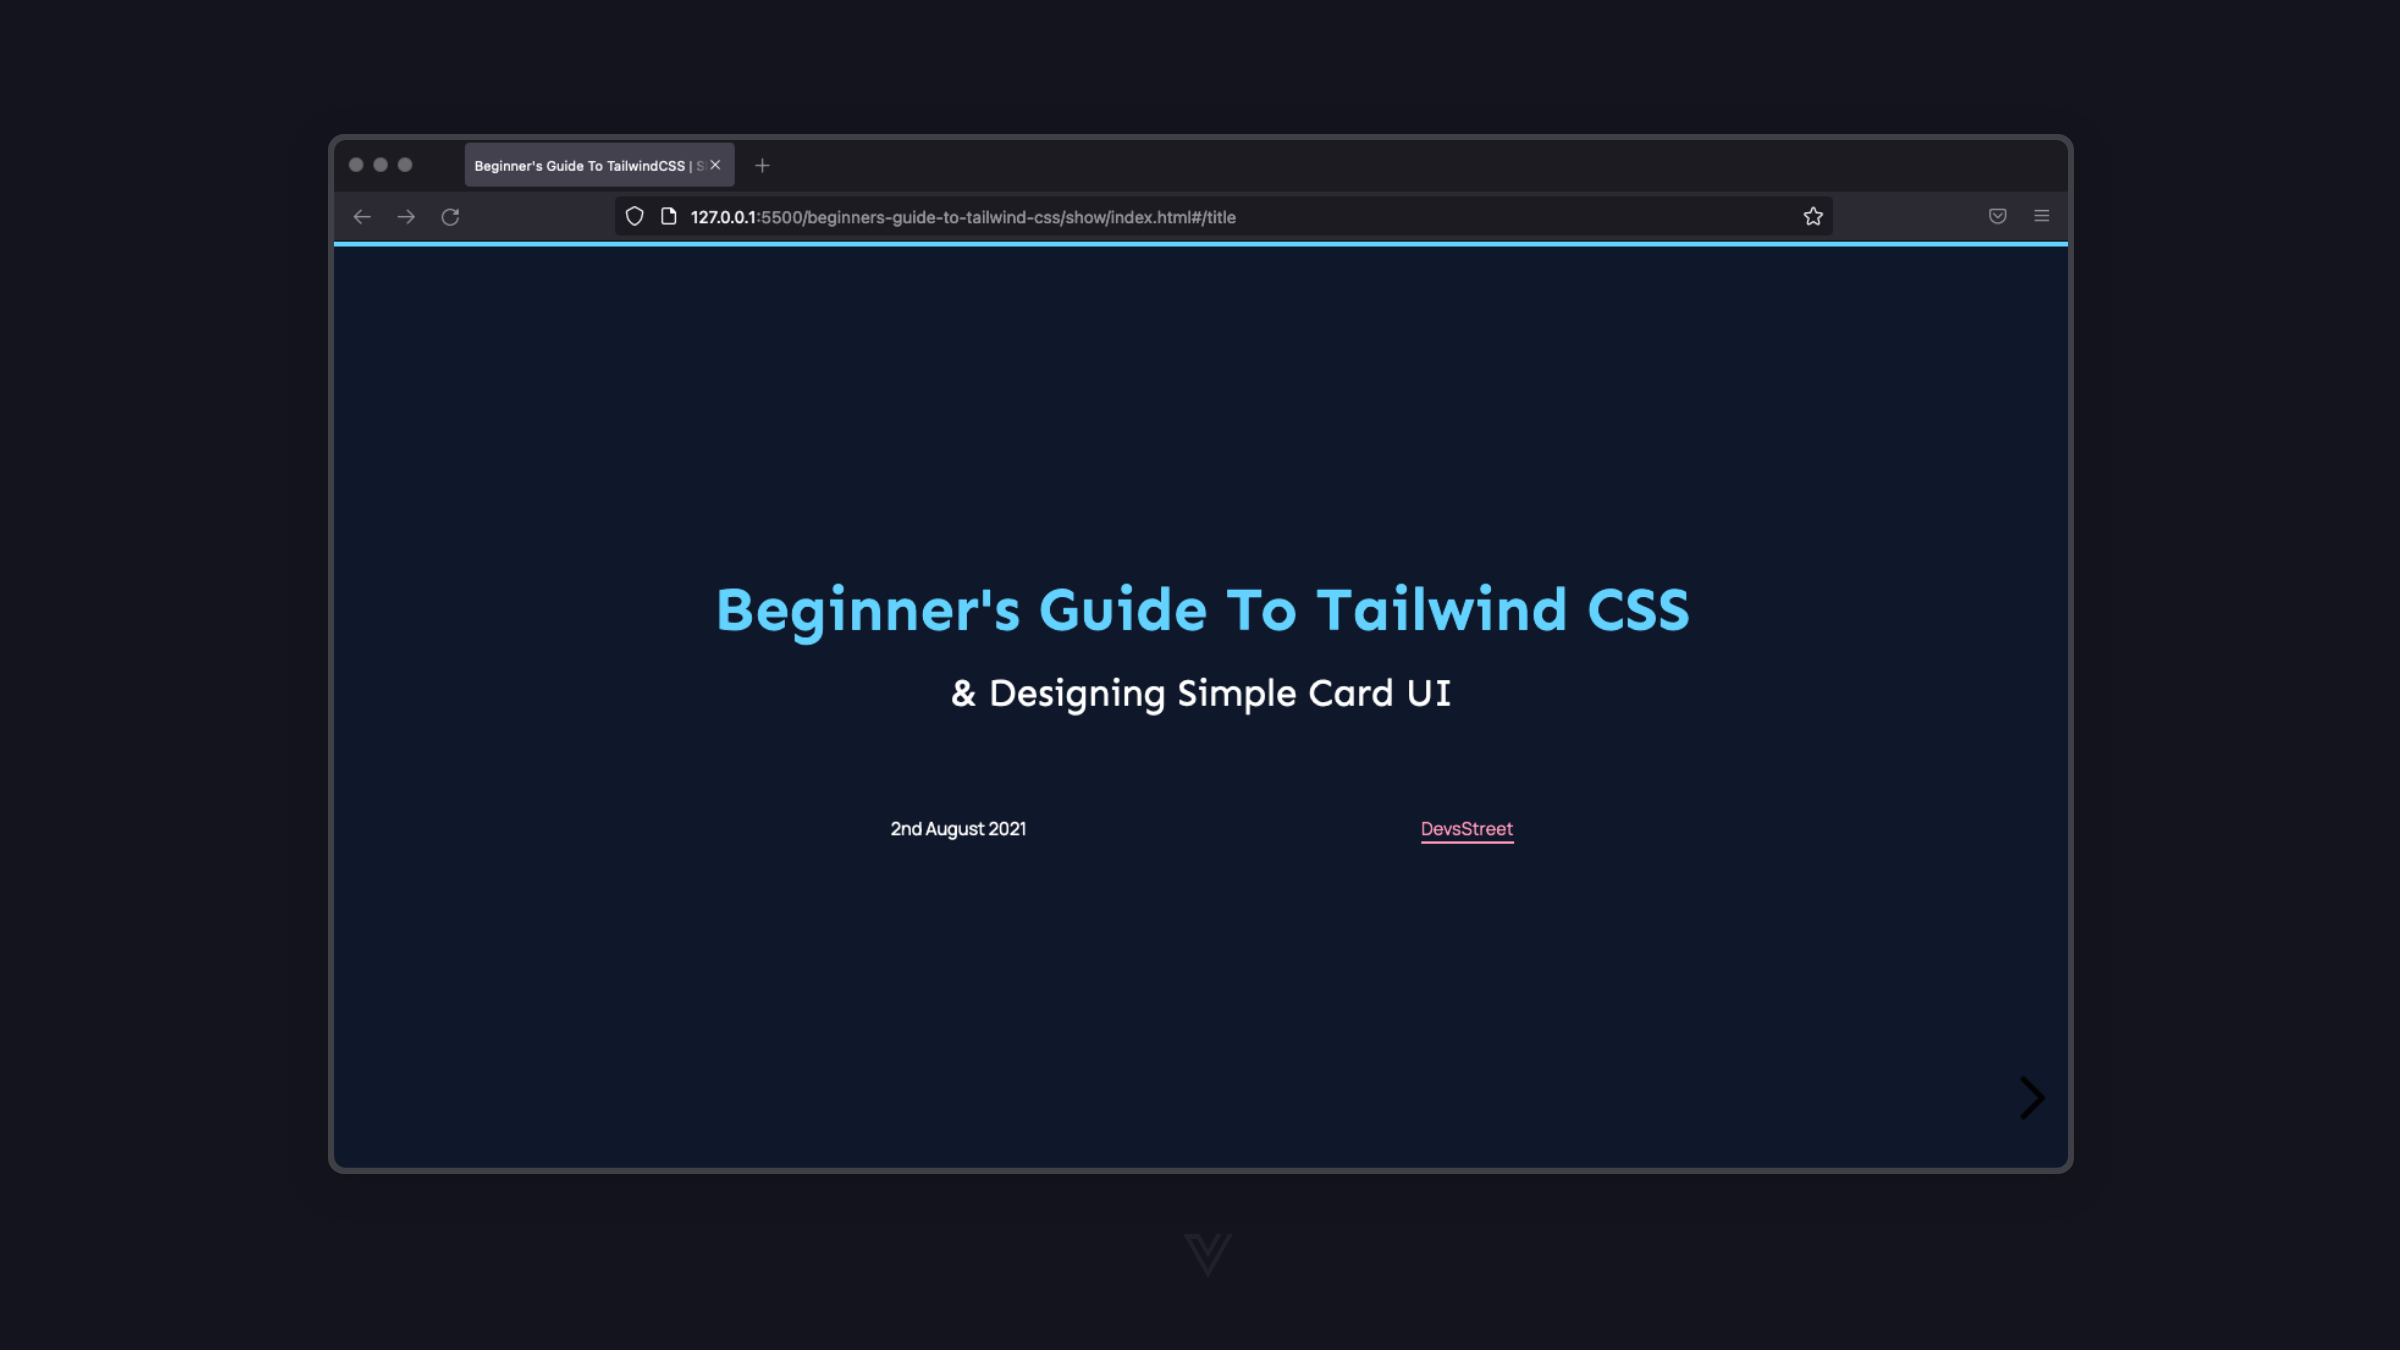 Beginner's Guide To TailwindCSS | S
127.0.0.1:5500/beginners-guide-to-tailwind-css/show/index.html#/title
Beginner's Guide To Tailwind CSS
& Designing Simple Card UI
2nd August 2021
DevsStreet